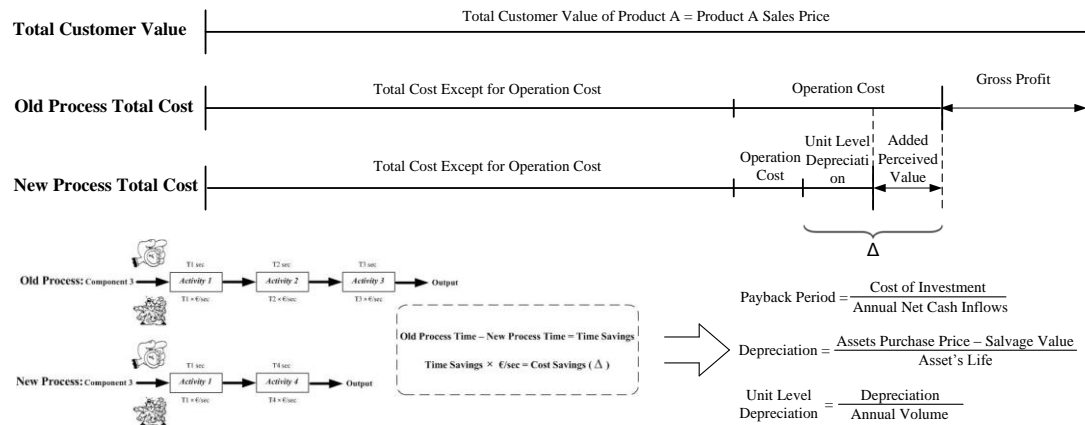 Total Customer Value
Total Customer Value of Product A = Product A Sales Price
Old Process Total Cost
Total Cost Except for Operation Cost
Operation Cost
Gross Profit
New Process Total Cost
Total Cost Except for Operation Cost
Operation
Cost
Unit Level
Depreciati
on
Added
Perceived
Value
Δ
Old Process: Component 3
T1 sec
Activity 1
T1 × €/sec
T2 sec
Activity 2
T2 × €/sec
T3 sec
Activity 3
T3 × €/sec
Output
New Process: Component 3
T1 sec
Activity 1
T1 × €/sec
T4 sec
Activity 4
T4 × €/sec
Output
Old Process Time – New Process Time = Time Savings
Time Savings × €/sec = Cost Savings ( Δ )
Payback Period = Cost of Investment
Annual Net Cash Inflows
Depreciation = Assets Purchase Price – Salvage Value
Asset's Life
Unit Level
Depreciation = Depreciation
Annual Volume